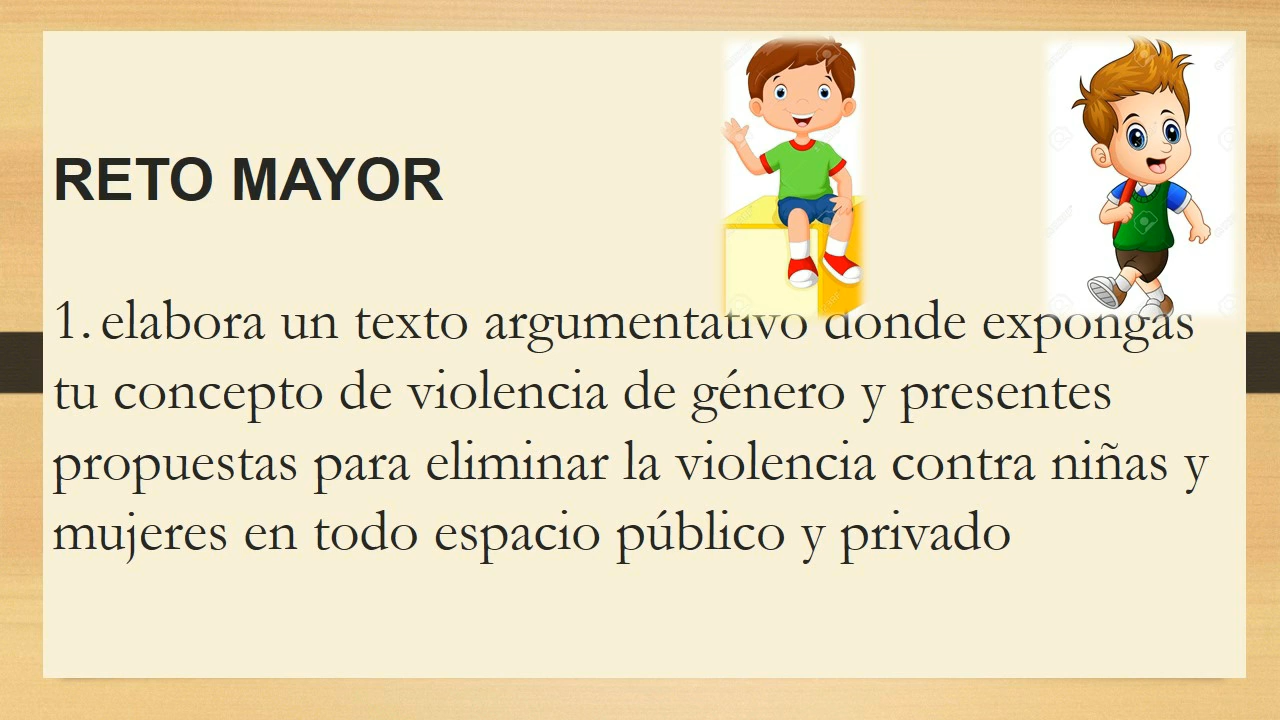 RETO MAYOR
1. elabora un texto argumentativo donde expongas
tu concepto de violencia de género y presentes
propuestas para eliminar la violencia contra niñas y
mujeres en todo espacio público y privado